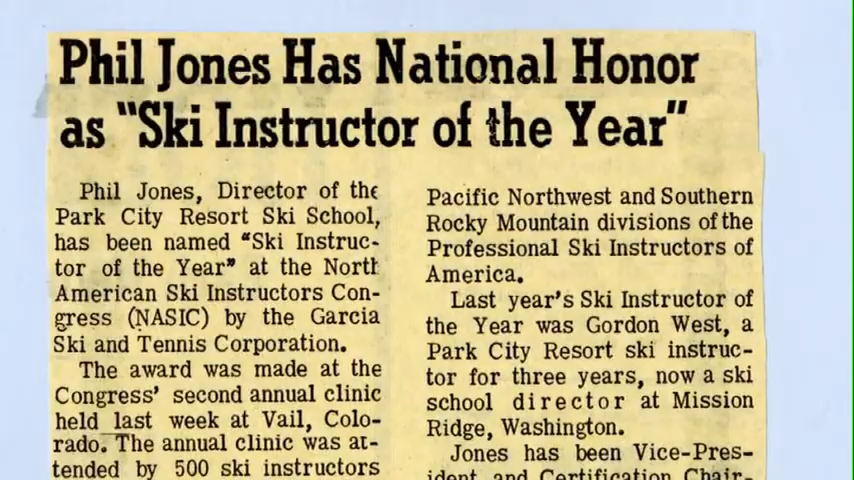 Phil Jones Has National Honor
as "Ski Instructor of the Year"
Phil Jones, Director of the
Park City Resort Ski School,
has been named "Ski Instruc-
tor of the Year" at the North
American Ski Instructors Con-
gress (NASIC) by the Garcia
Ski and Tennis Corporation.
The award was made at the
Congress' second annual clinic
held last week at Vail, Colo-
rado. The annual clinic was at-
tended by 500 ski instructors
Pacific Northwest and Southern
Rocky Mountain divisions of the
Professional Ski Instructors of
America.
Last year's Ski Instructor of
the Year was Gordon West, a
Park City Resort ski instruc-
tor for three years, now a ski
school director at Mission
Ridge, Washington.
Jones has been Vice-Pres-
ident and Certification Chair-